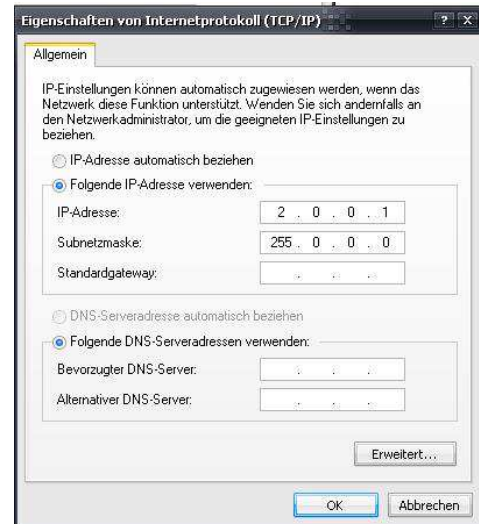 Eigenschaften von Internetprotokoll (TCP/IP)
Allgemein
IP-Einstellungen können automatisch zugewiesen werden, wenn das
Netzwerk diese Funktion unterstützt. Wenden Sie sich andernfalls an
den Netzwerkadministrator, um die geeigneten IP-Einstellungen zu
beziehen.
IP-Adresse automatisch beziehen
Folgende IP-Adresse verwenden:
IP-Adresse: 2 . 0 . 0 . 1
Subnetzmaske: 255 . 0 . 0 . 0
Standardgateway: . . .
DNS-Serveradresse automatisch beziehen
Folgende DNS-Serveradressen verwenden:
Bevorzugter DNS-Server: . . .
Alternativer DNS-Server: . . .
Erweitert...
OK Abbrechen